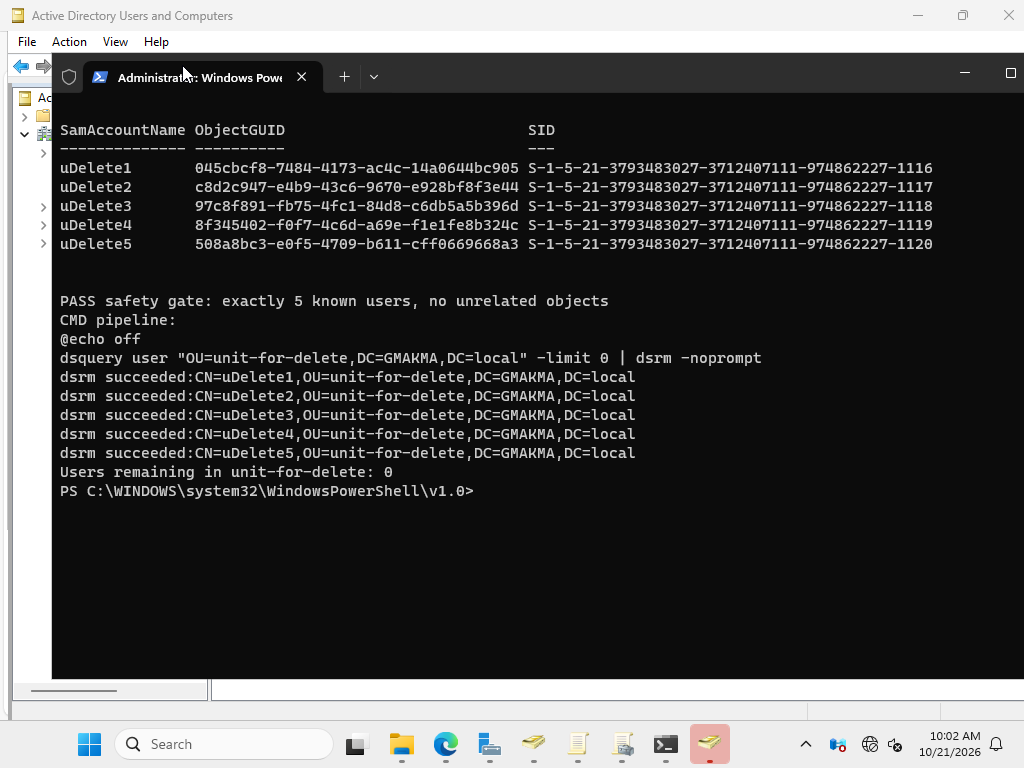 Active Directory Users and Computers
File Action View Help
Administrator: Windows Powe
Ac
SamAccountName ObjectGUID SID
-------------- ---------- ---
uDelete1 045cbcf8-7484-4173-ac4c-14a0644bc905 S-1-5-21-3793483027-3712407111-974862227-1116
uDelete2 c8d2c947-e4b9-43c6-9670-e928bf8f3e44 S-1-5-21-3793483027-3712407111-974862227-1117
uDelete3 97c8f891-fb75-4fc1-84d8-c6db5a5b396d S-1-5-21-3793483027-3712407111-974862227-1118
uDelete4 8f345402-f0f7-4c6d-a69e-f1e1fe8b324c S-1-5-21-3793483027-3712407111-974862227-1119
uDelete5 508a8bc3-e0f5-4709-b611-cff0669668a3 S-1-5-21-3793483027-3712407111-974862227-1120
PASS safety gate: exactly 5 known users, no unrelated objects
CMD pipeline:
@echo off
dsquery user "OU=unit-for-delete,DC=GMAKMA,DC=local" -limit 0 | dsrm -noprompt
dsrm succeeded:CN=uDelete1,OU=unit-for-delete,DC=GMAKMA,DC=local
dsrm succeeded:CN=uDelete2,OU=unit-for-delete,DC=GMAKMA,DC=local
dsrm succeeded:CN=uDelete3,OU=unit-for-delete,DC=GMAKMA,DC=local
dsrm succeeded:CN=uDelete4,OU=unit-for-delete,DC=GMAKMA,DC=local
dsrm succeeded:CN=uDelete5,OU=unit-for-delete,DC=GMAKMA,DC=local
Users remaining in unit-for-delete: 0
PS C:\WINDOWS\system32\WindowsPowerShell\v1.0>
Search
10:02 AM
10/21/2026